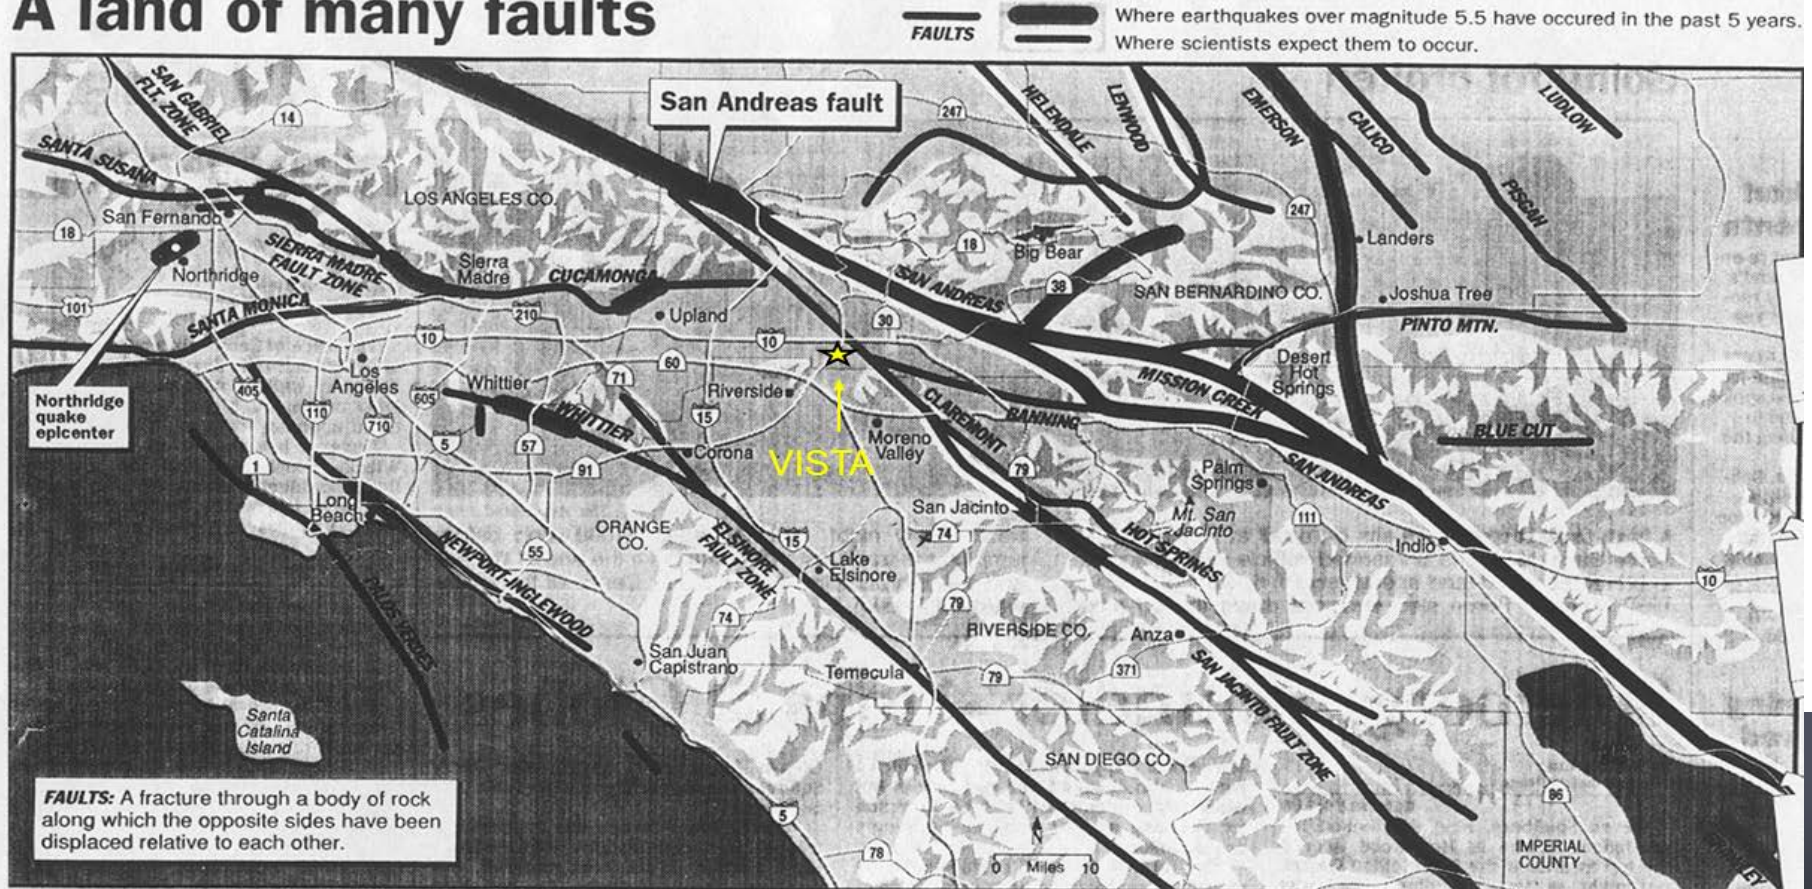 A land of many faults
FAULTS
Where earthquakes over magnitude 5.5 have occured in the past 5 years.
Where scientists expect them to occur.
SAN GABRIEL
FLT. ZONE
14
San Andreas fault
247
HELENDALE
LENWOOD
EMERSON
CALICO
LUDLOW
SANTA SUSANA
LOS ANGELES CO.
PISGAH
San Fernando
18
247
Landers
SIERRA MADRE
FAULT ZONE
Northridge
Sierra
Madre
CUCAMONGA
18
Big Bear
SAN ANDREAS
38
SAN BERNARDINO CO.
Joshua Tree
101
SANTA MONICA
210
Upland
30
PINTO MTN.
10
10
60
Los
Angeles
Whittier
71
Riverside
Desert
Hot
Springs
MISSION CREEK
Northridge
quake
epicenter
405
110
710
605
WHITTIER
15
CLAREMONT
BANNING
BLUE CUT
5
57
Corona
VISTA
Moreno
Valley
1
91
79
Palm
Springs
SAN ANDREAS
Long
Beach
ORANGE
CO.
San Jacinto
Mt. San
Jacinto
111
NEWPORT-INGLEWOOD
55
ELSINORE
FAULT ZONE
15
74
HOT SPRINGS
Indio
Lake
Elsinore
10
PALOS VERDES
74
79
RIVERSIDE CO.
Anza
San Juan
Capistrano
Temecula
79
371
SAN JACINTO FAULT ZONE
Santa
Catalina
Island
SAN DIEGO CO.
86
FAULTS: A fracture through a body of rock
along which the opposite sides have been
displaced relative to each other.
5
78
N
0 Miles 10
IMPERIAL
COUNTY